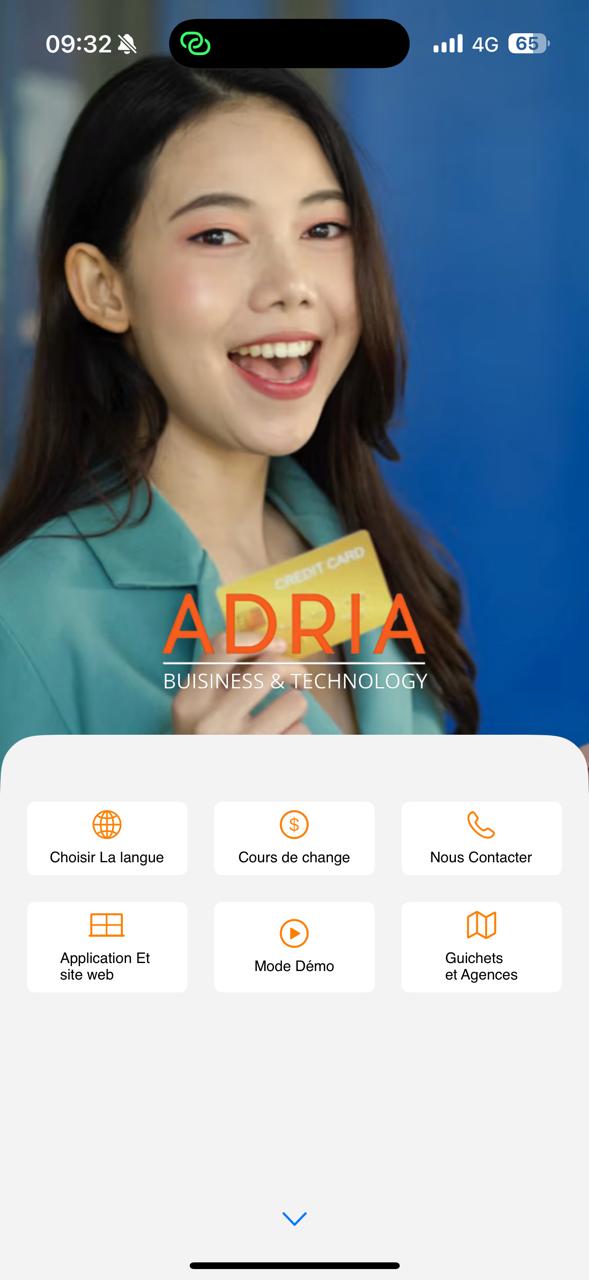 09:32
4G
65
CREDIT CARD
ADRIA
BUISINESS & TECHNOLOGY
Choisir La langue
Cours de change
Nous Contacter
Application Et
site web
Mode Démo
Guichets
et Agences